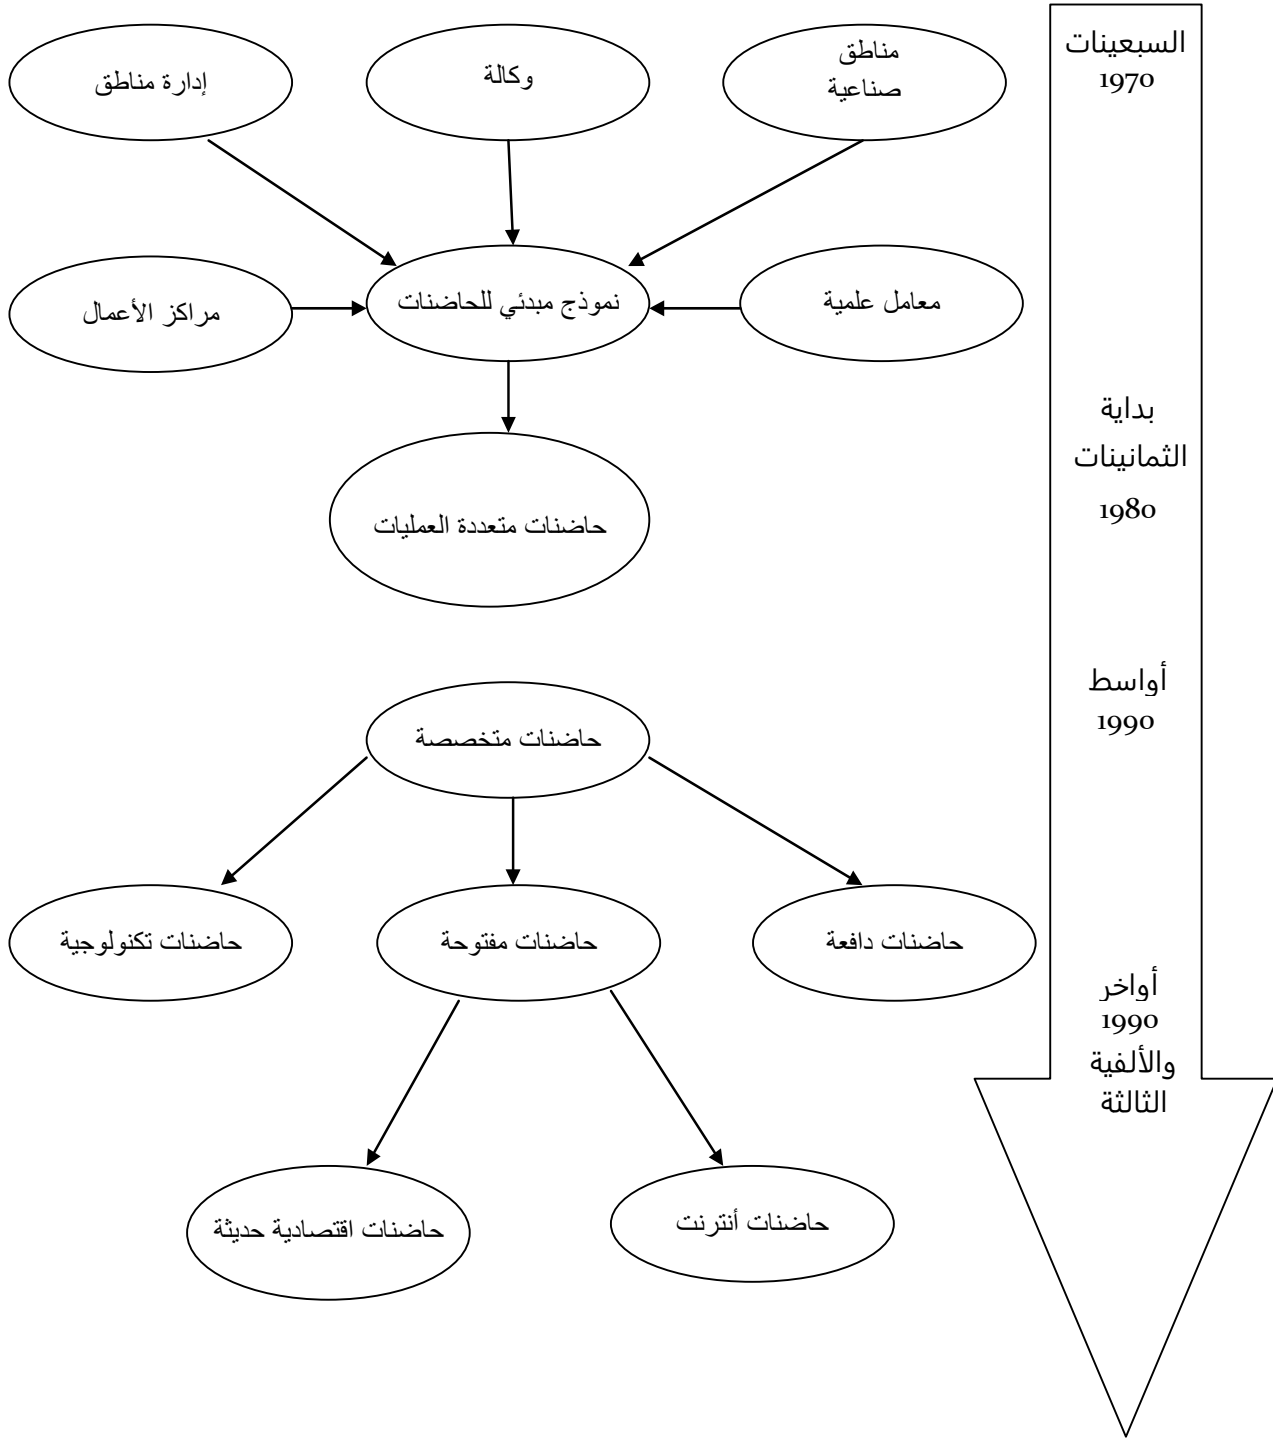 السبعينات
1970
مناطق
صناعية
وكالة
إدارة مناطق
معامل علمية
نموذج مبدئي للحاضنات
مراكز الأعمال
بداية
الثمانينات
1980
حاضنات متعددة العمليات
أواسط
1990
حاضنات متخصصة
حاضنات دافعة
حاضنات مفتوحة
حاضنات تكنولوجية
أواخر
1990
والألفية
الثالثة
حاضنات أنترنت
حاضنات اقتصادية حديثة